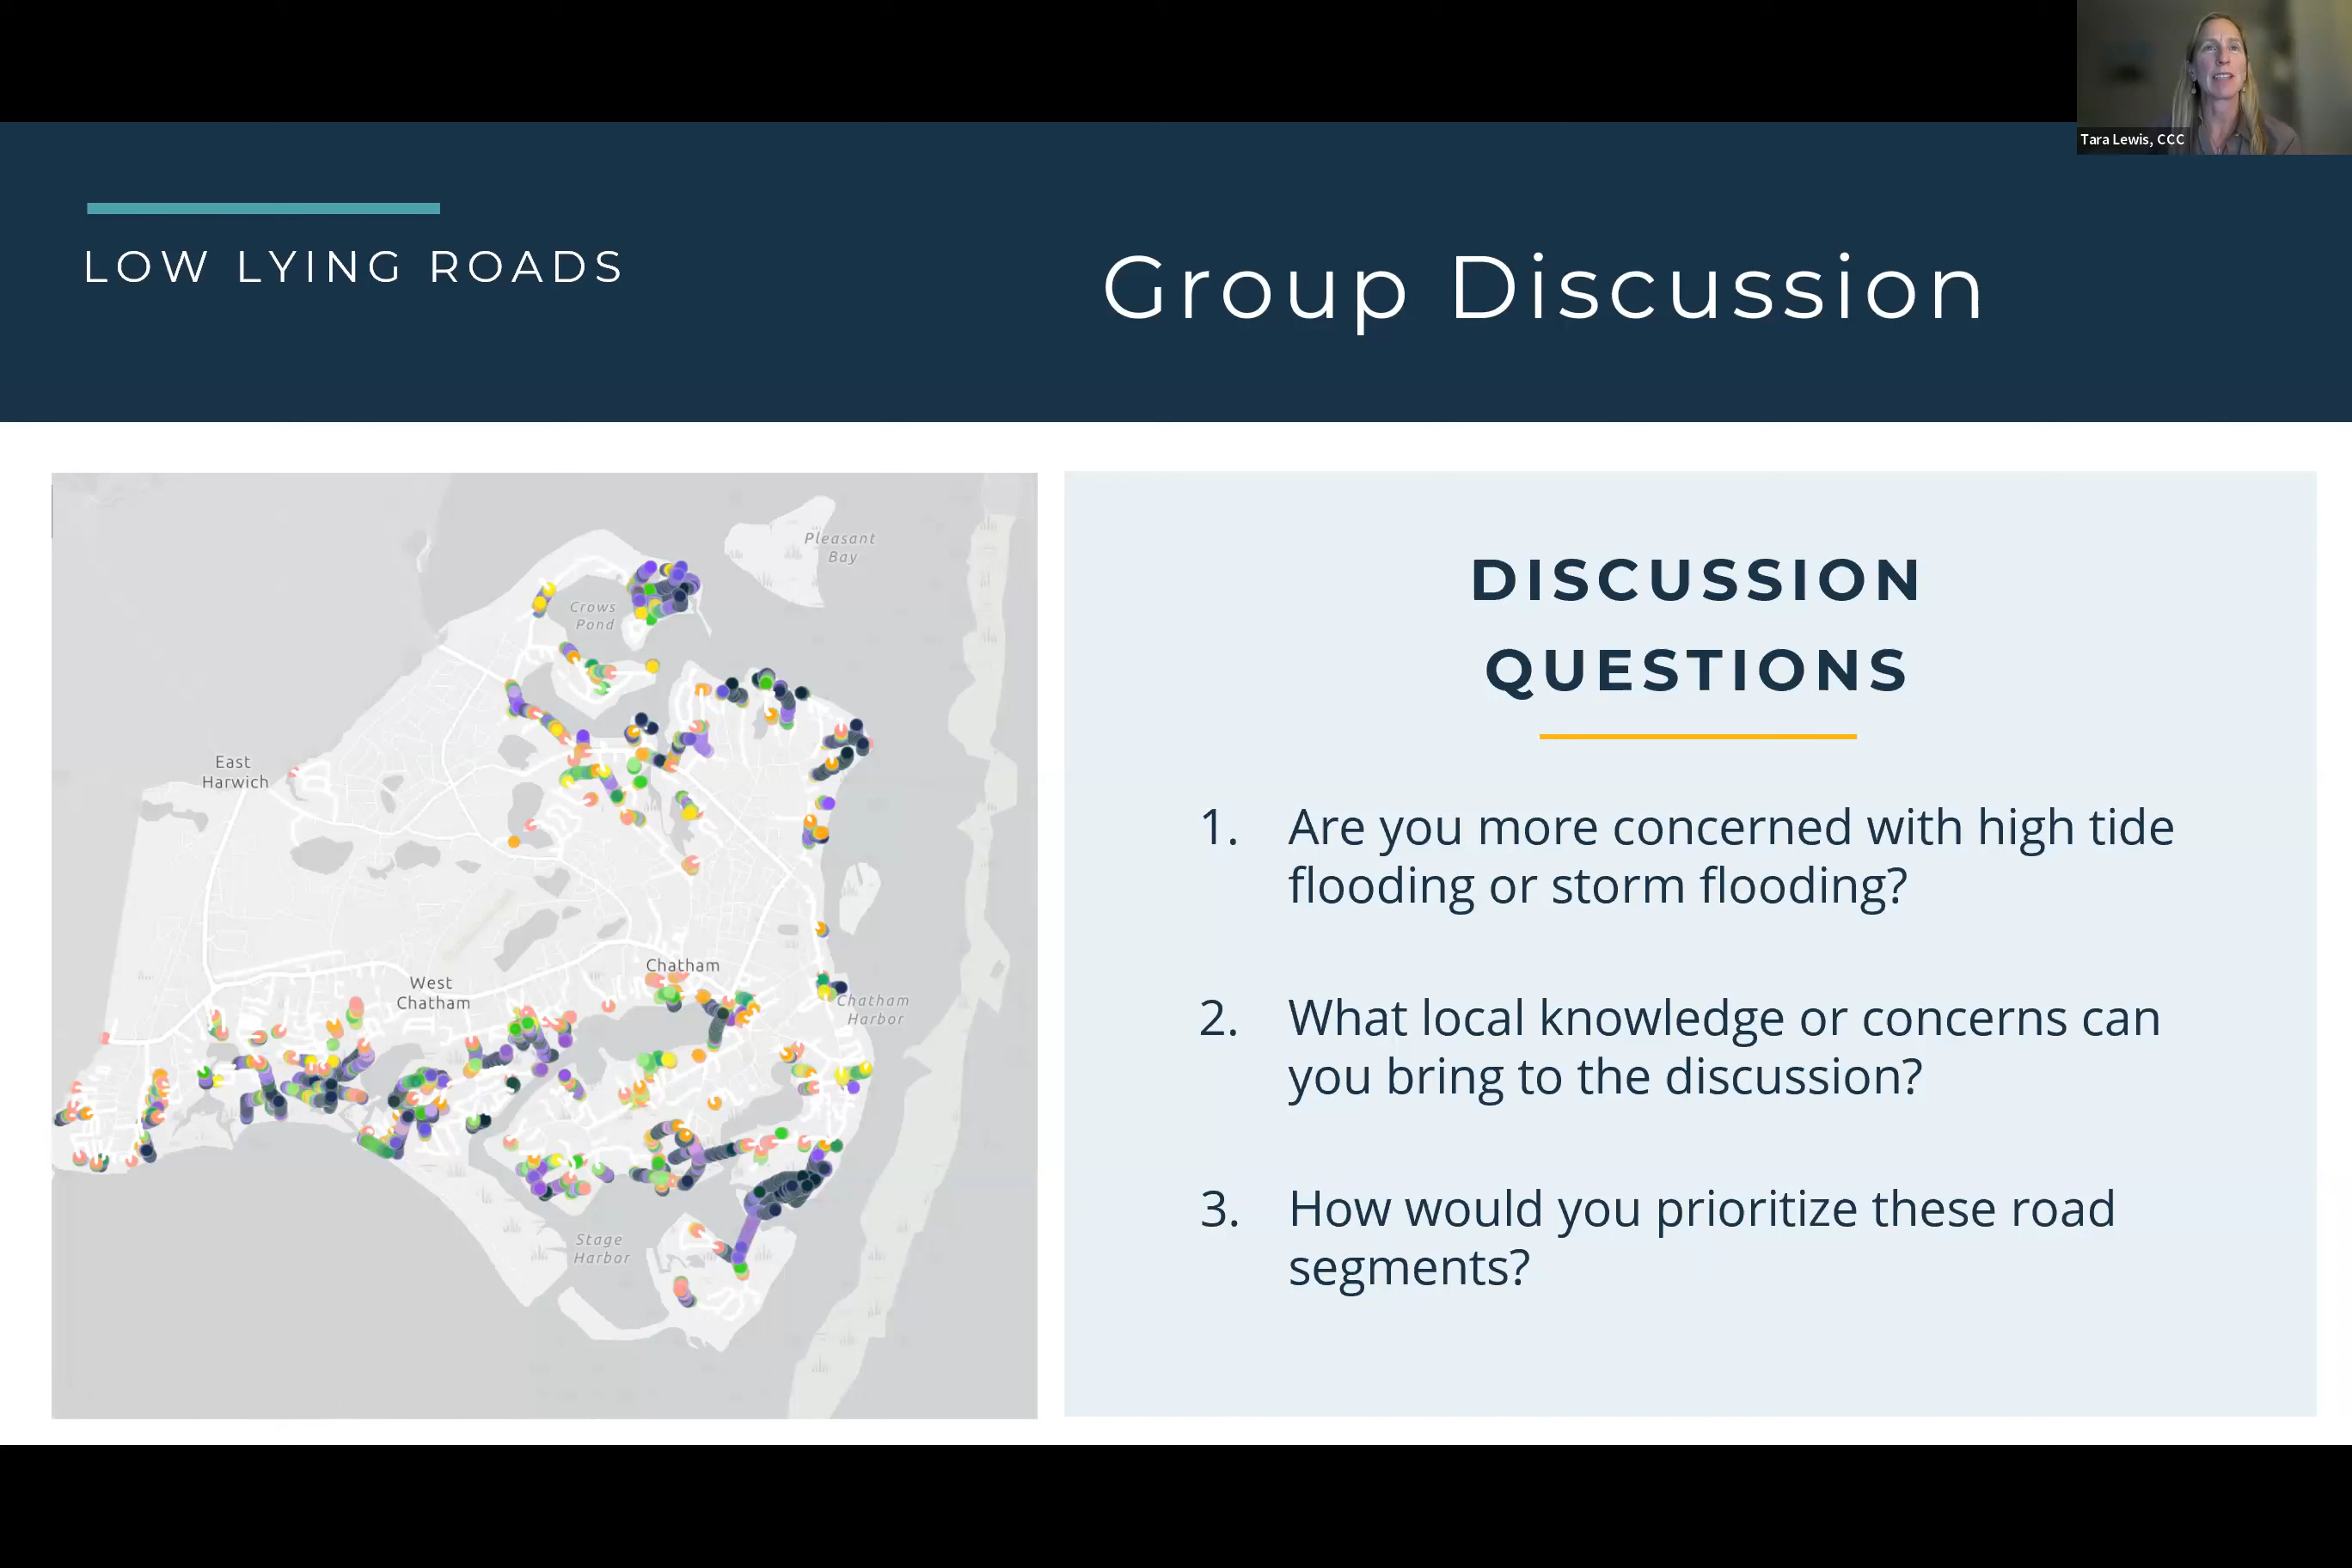 Tara Lewis, CCC
LOW LYING ROADS
Group Discussion
Pleasant
Bay
Crows
Pond
East
Harwich
West
Chatham
Chatham
Chatham
Harbor
Stage
Harbor
DISCUSSION
QUESTIONS
1. Are you more concerned with high tide
flooding or storm flooding?
2. What local knowledge or concerns can
you bring to the discussion?
3. How would you prioritize these road
segments?